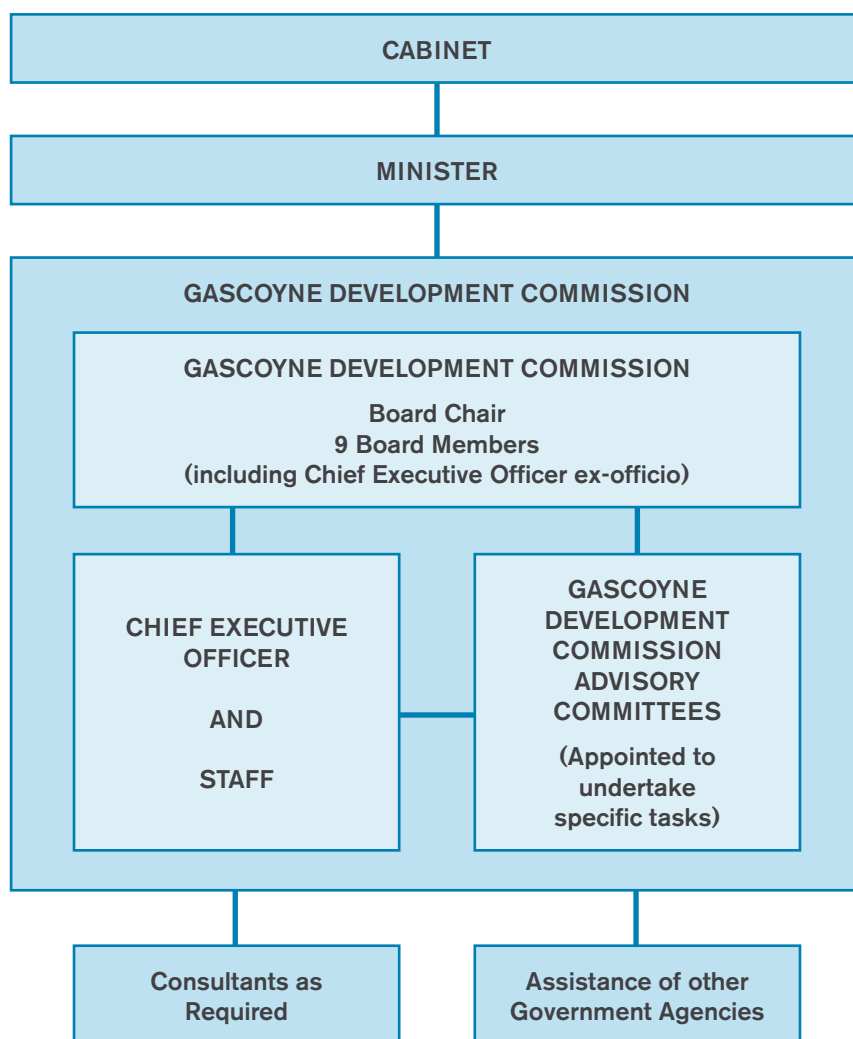 CABINET
MINISTER
GASCOYNE DEVELOPMENT COMMISSION
GASCOYNE DEVELOPMENT COMMISSION
Board Chair
9 Board Members
(including Chief Executive Officer ex-officio)
CHIEF EXECUTIVE
OFFICER
AND
STAFF
GASCOYNE
DEVELOPMENT
COMMISSION
ADVISORY
COMMITTEES
(Appointed to
undertake
specific tasks)
Consultants as
Required
Assistance of other
Government Agencies